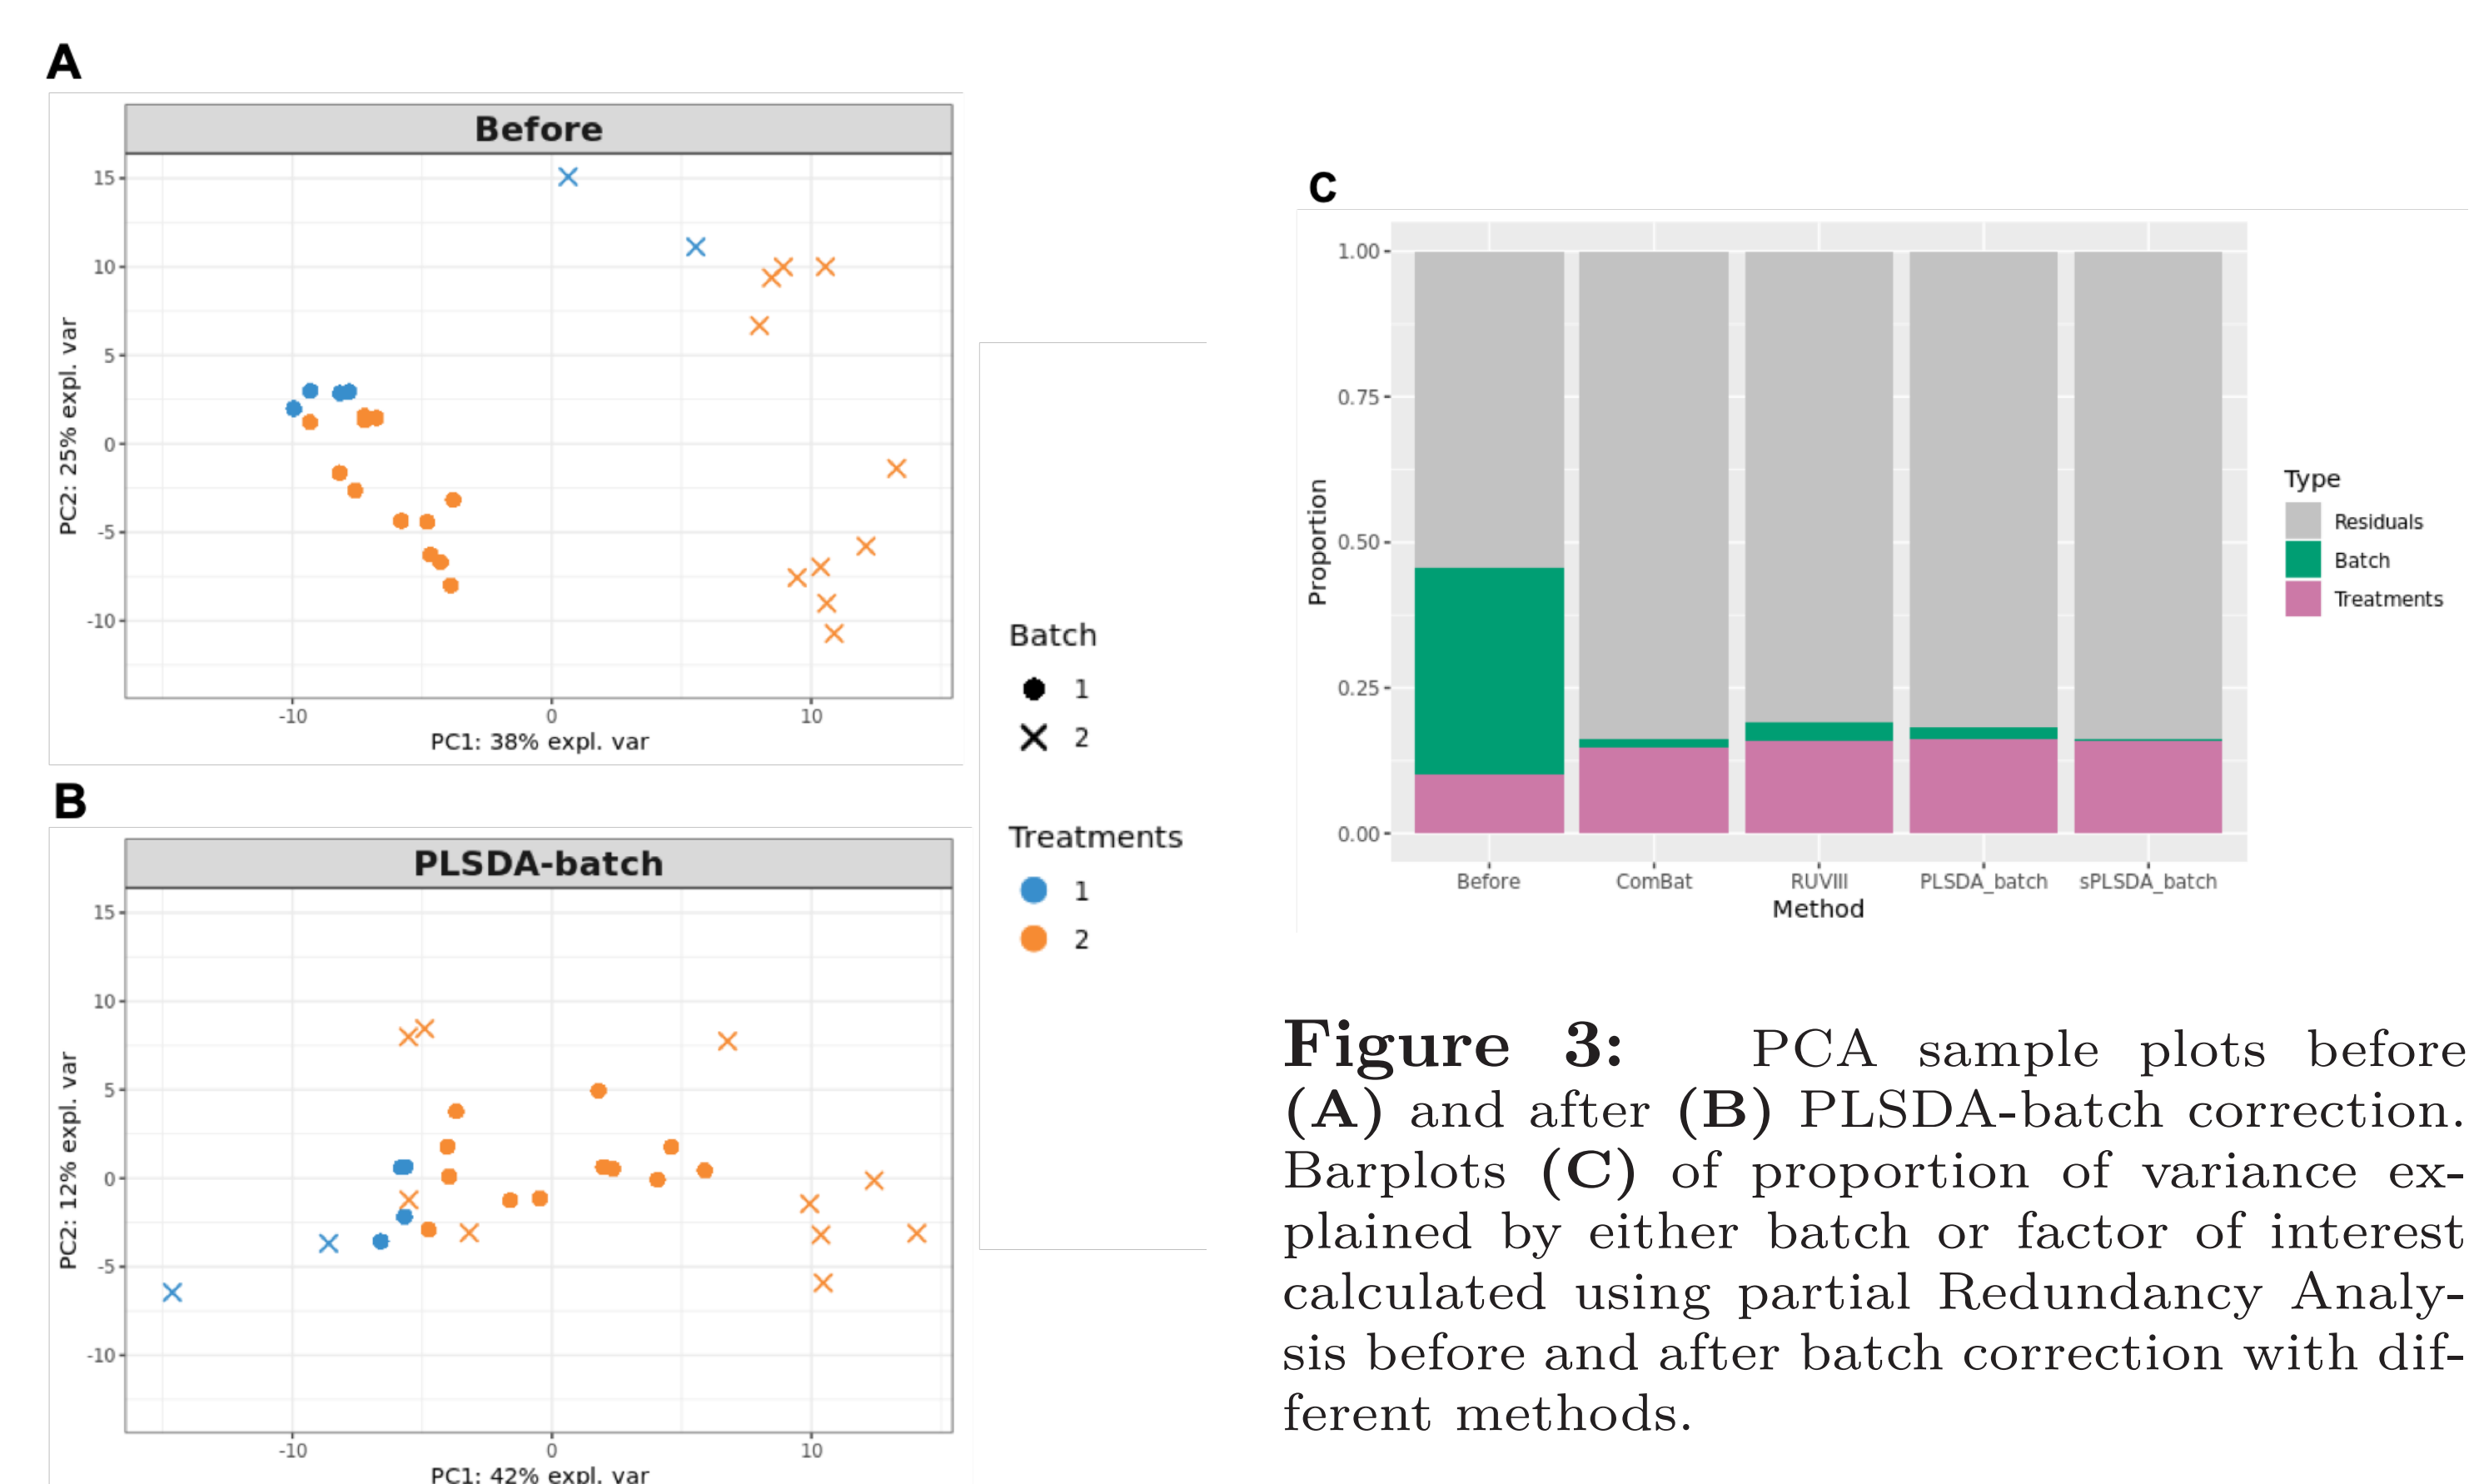 A
Before
15
10
5
0
-5
-10
PC2: 25% expl. var
-10 0 10
PC1: 38% expl. var
B
PLSDA-batch
15
10
5
0
-5
-10
PC2: 12% expl. var
-10 0 10
PC1: 42% expl. var
Batch
1
2
Treatments
1
2
C
1.00
0.75
0.50
0.25
0.00
Proportion
Before ComBat RUVIII PLSDA_batch sPLSDA_batch
Method
Type
Residuals
Batch
Treatments
Figure 3: PCA sample plots before
(A) and after (B) PLSDA-batch correction.
Barplots (C) of proportion of variance ex-
plained by either batch or factor of interest
calculated using partial Redundancy Analy-
sis before and after batch correction with dif-
ferent methods.